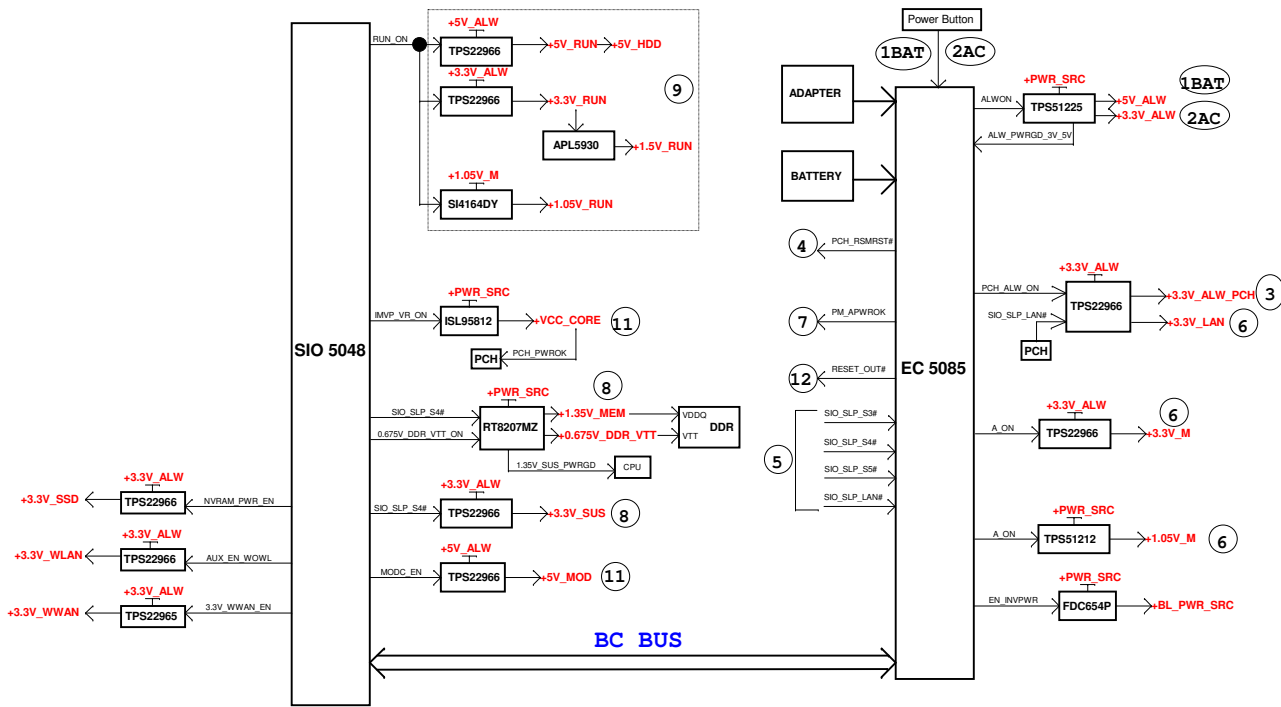 RUN_ON
+5V_ALW
TPS22966
+5V_RUN
+5V_HDD
+3.3V_ALW
TPS22966
+3.3V_RUN
9
APL5930
+1.5V_RUN
+1.05V_M
SI4164DY
+1.05V_RUN
SIO 5048
IMVP_VR_ON
+PWR_SRC
ISL95812
+VCC_CORE
11
PCH
PCH_PWROK
8
SIO_SLP_S4#
0.675V_DDR_VTT_ON
+PWR_SRC
RT8207MZ
+1.35V_MEM
+0.675V_DDR_VTT
VDDQ
VTT
DDR
1.35V_SUS_PWRGD
CPU
SIO_SLP_S4#
+3.3V_ALW
TPS22966
+3.3V_SUS
8
MODC_EN
+5V_ALW
TPS22966
+5V_MOD
11
+3.3V_SSD
+3.3V_ALW
TPS22966
NVRAM_PWR_EN
+3.3V_WLAN
+3.3V_ALW
TPS22966
AUX_EN_WOWL
+3.3V_WWAN
+3.3V_ALW
TPS22965
3.3V_WWAN_EN
BC BUS
Power Button
1BAT
2AC
ADAPTER
BATTERY
EC 5085
4
PCH_RSMRST#
7
PM_APWROK
12
RESET_OUT#
5
SIO_SLP_S3#
SIO_SLP_S4#
SIO_SLP_S5#
SIO_SLP_LAN#
ALWON
+PWR_SRC
TPS51225
+5V_ALW
+3.3V_ALW
1BAT
2AC
ALW_PWRGD_3V_5V
PCH_ALW_ON
+3.3V_ALW
TPS22966
+3.3V_ALW_PCH
3
SIO_SLP_LAN#
+3.3V_LAN
6
PCH
A_ON
+3.3V_ALW
TPS22966
+3.3V_M
6
A_ON
+PWR_SRC
TPS51212
+1.05V_M
6
EN_INVPWR
+PWR_SRC
FDC654P
+BL_PWR_SRC